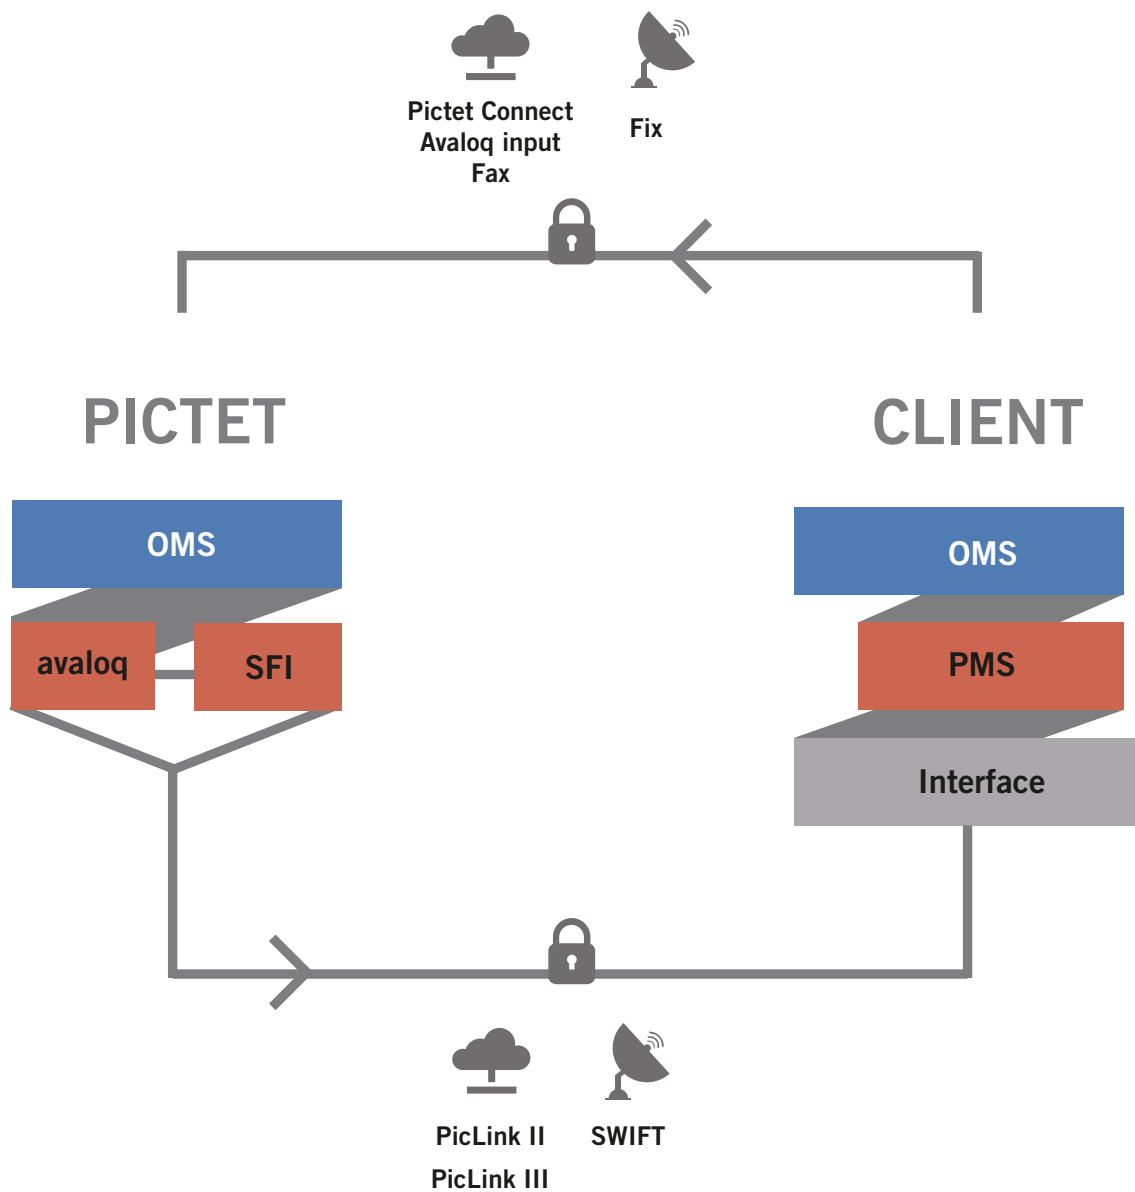 Pictet Connect
Avaloq input
Fax
Fix
PICTET
CLIENT
OMS
OMS
avaloq
SFI
PMS
Interface
PicLink II
SWIFT
PicLink III